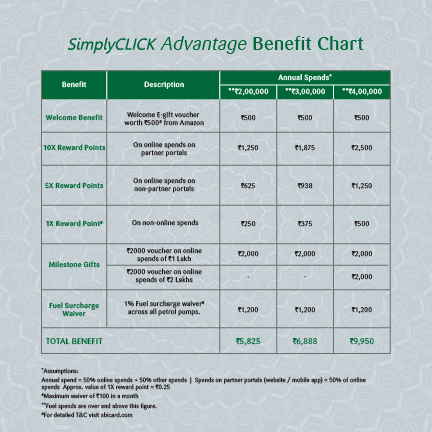 SimplyCLICK Advantage Benefit Chart
Benefit Description Annual Spends*
**₹2,00,000 **₹3,00,000 **₹4,00,000
Welcome Benefit Welcome E-gift voucher worth ₹500# from Amazon ₹500 ₹500 ₹500
10X Reward Points On online spends on partner portals ₹1,250 ₹1,875 ₹2,500
5X Reward Points On online spends on non-partner portals ₹625 ₹938 ₹1,250
1X Reward Point# On non-online spends ₹250 ₹375 ₹500
Milestone Gifts ₹2000 voucher on online spends of ₹1 Lakh ₹2,000 ₹2,000 ₹2,000
₹2000 voucher on online spends of ₹2 Lakhs - - ₹2,000
Fuel Surcharge Waiver 1% Fuel surcharge waiver# across all petrol pumps. ₹1,200 ₹1,200 ₹1,200
TOTAL BENEFIT ₹5,825 ₹6,888 ₹9,950
*Assumptions:
Annual spend = 50% online spends + 50% other spends | Spends on partner portals (website / mobile app) = 50% of online
spends Approx. value of 1X reward point = ₹0.25
#Maximum waiver of ₹100 in a month
**Fuel spends are over and above this figure.
#For detailed T&C visit sbicard.com